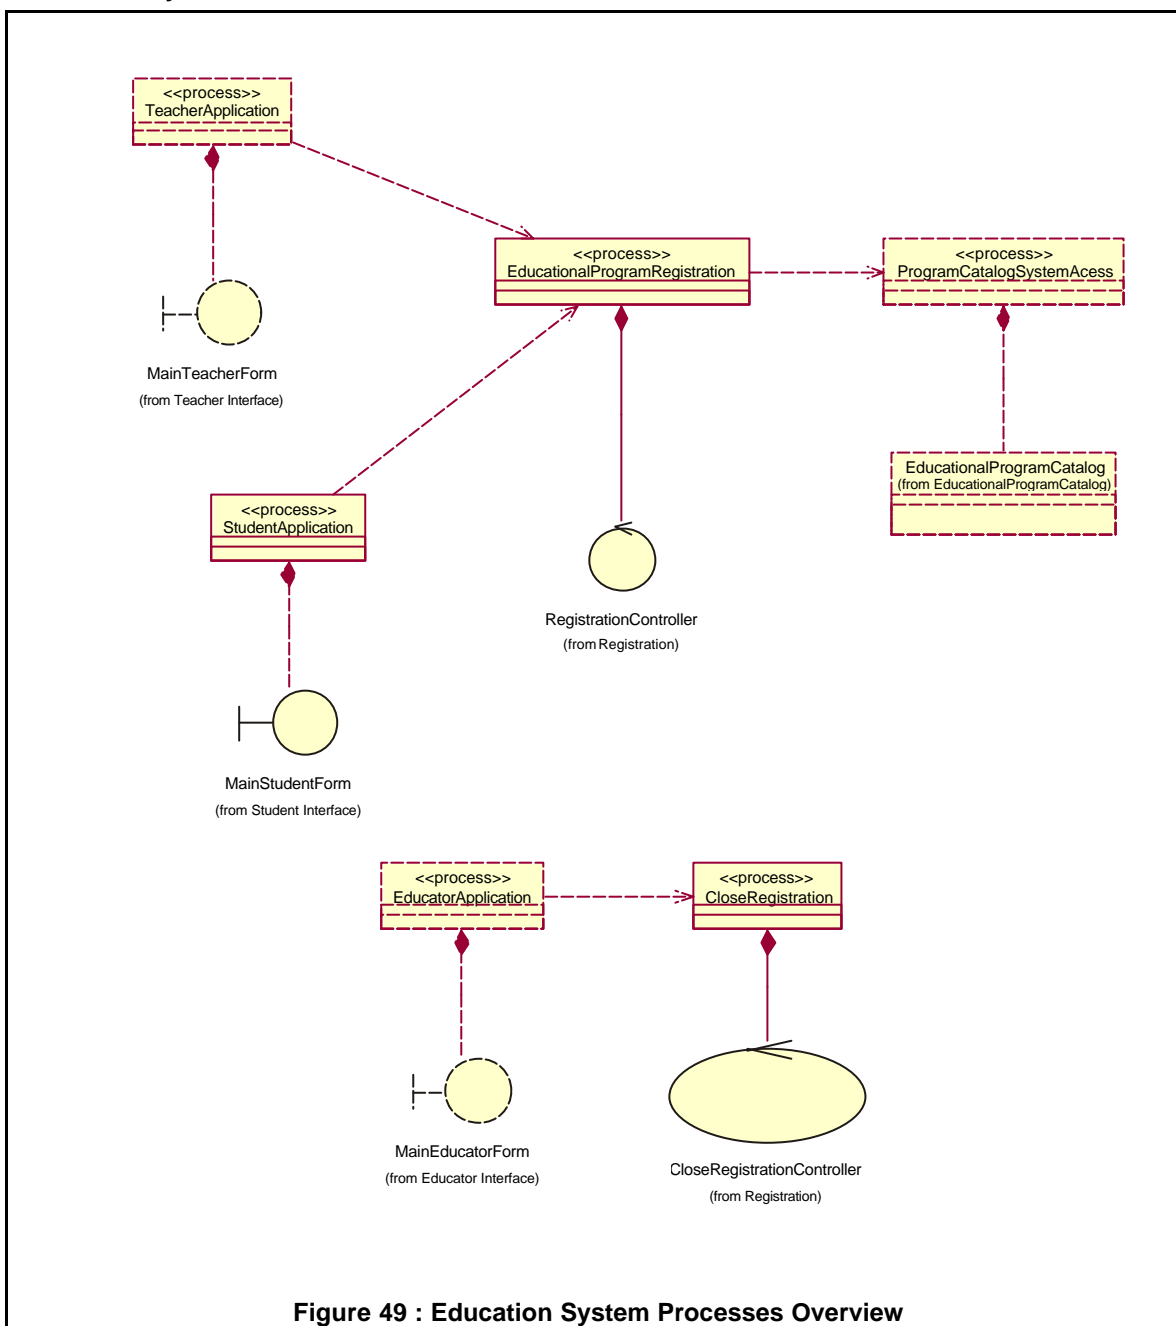 <<process>>
TeacherApplication
<<process>>
EducationalProgramRegistration
<<process>>
ProgramCatalogSystemAcess
MainTeacherForm
(from Teacher Interface)
EducationalProgramCatalog
(from EducationalProgramCatalog)
<<process>>
StudentApplication
RegistrationController
(from Registration)
MainStudentForm
(from Student Interface)
<<process>>
EducatorApplication
<<process>>
CloseRegistration
MainEducatorForm
(from Educator Interface)
CloseRegistrationController
(from Registration)
Figure 49 : Education System Processes Overview